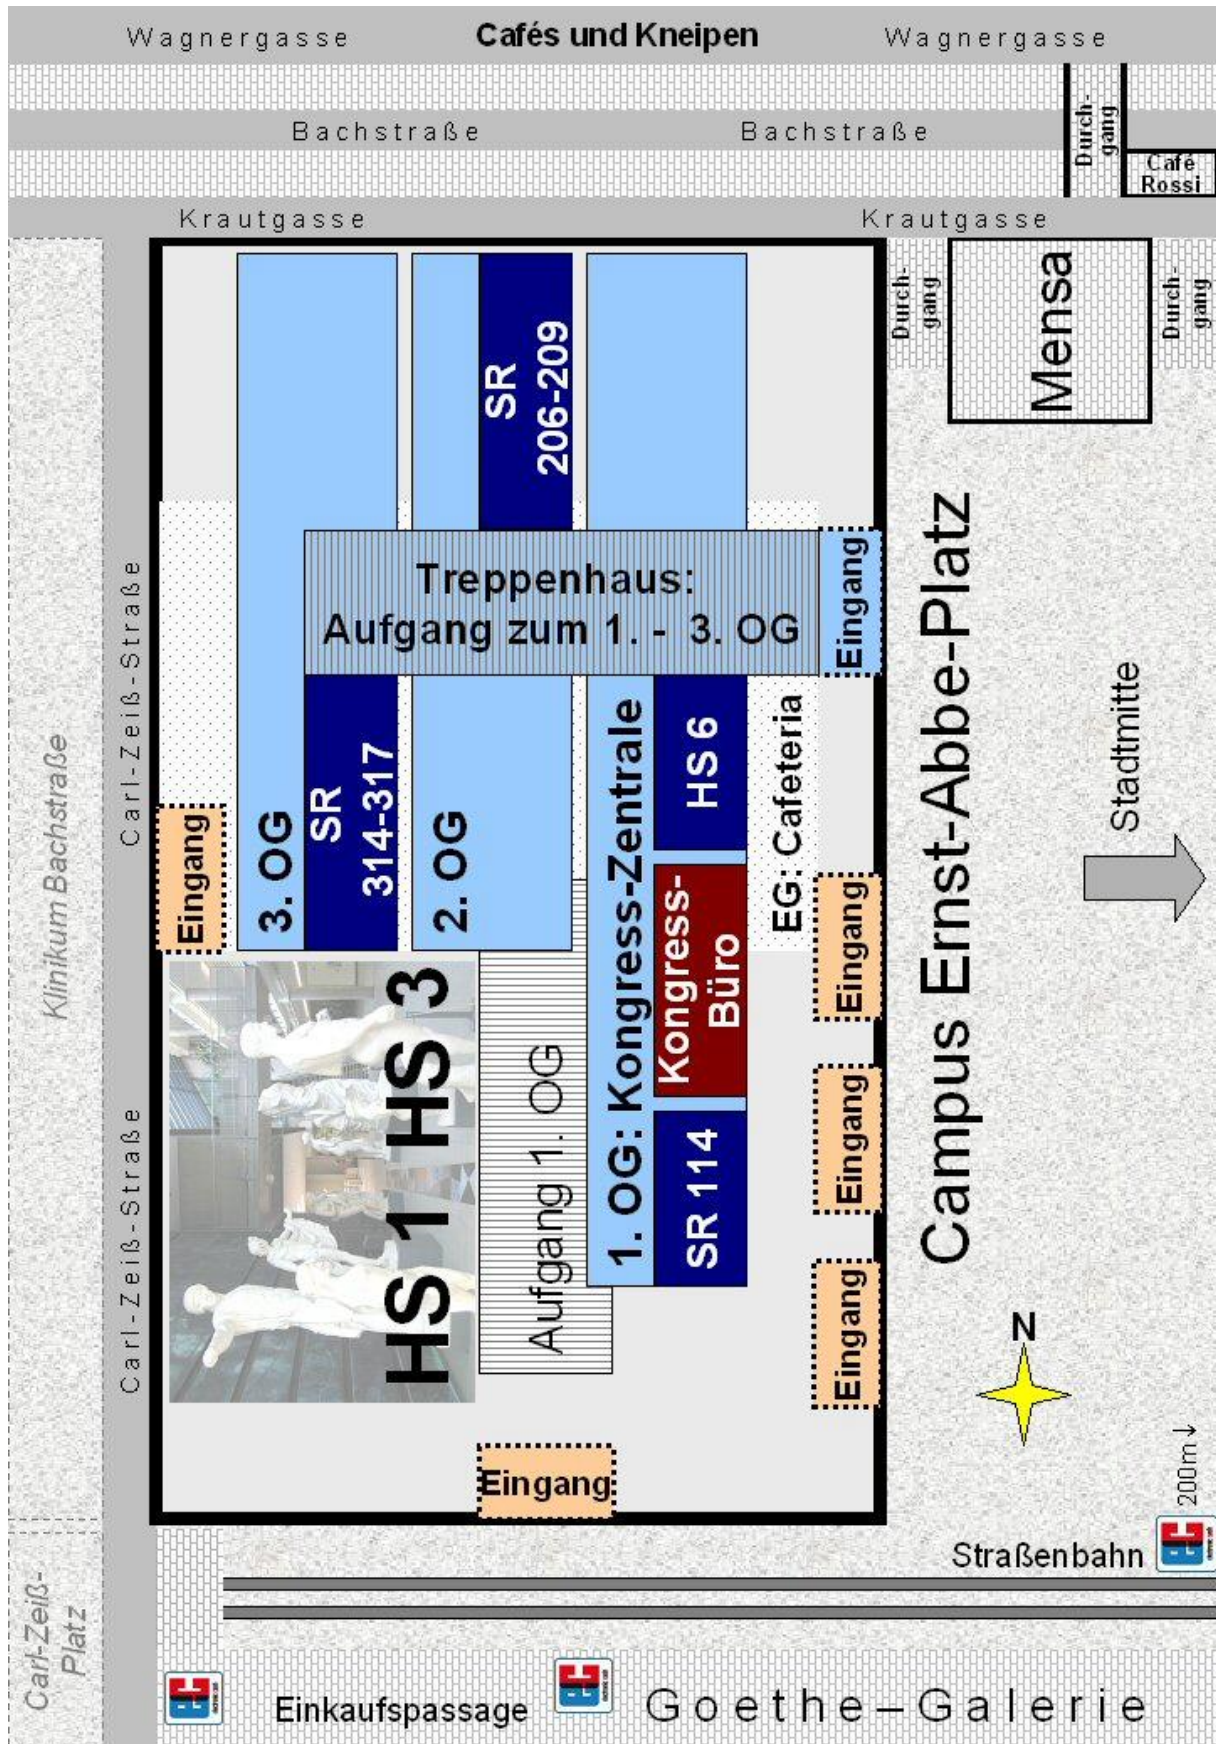 Wagnergasse
Cafés und Kneipen
Wagnergasse
Bachstraße
Bachstraße
Durch-
gang
Café
Rossi
Krautgasse
Krautgasse
Durch-
gang
Mensa
Durch-
gang
SR
206-209
Treppenhaus:
Aufgang zum 1. - 3. OG
Eingang
Carl-Zeiß-Straße
Klinikum Bachstraße
Eingang
3. OG
SR
314-317
2. OG
1. OG: Kongress-Zentrale
HS 6
Kongress-
Büro
SR 114
EG: Cafeteria
Eingang
Eingang
Eingang
Campus Ernst-Abbe-Platz
Stadtmitte
Carl-Zeiß-Straße
HS 1 HS 3
Aufgang 1. OG
Eingang
N
200m↓
Straßenbahn
EC
Carl-Zeiß-
Platz
EC
Einkaufspassage
EC
Goethe–Galerie